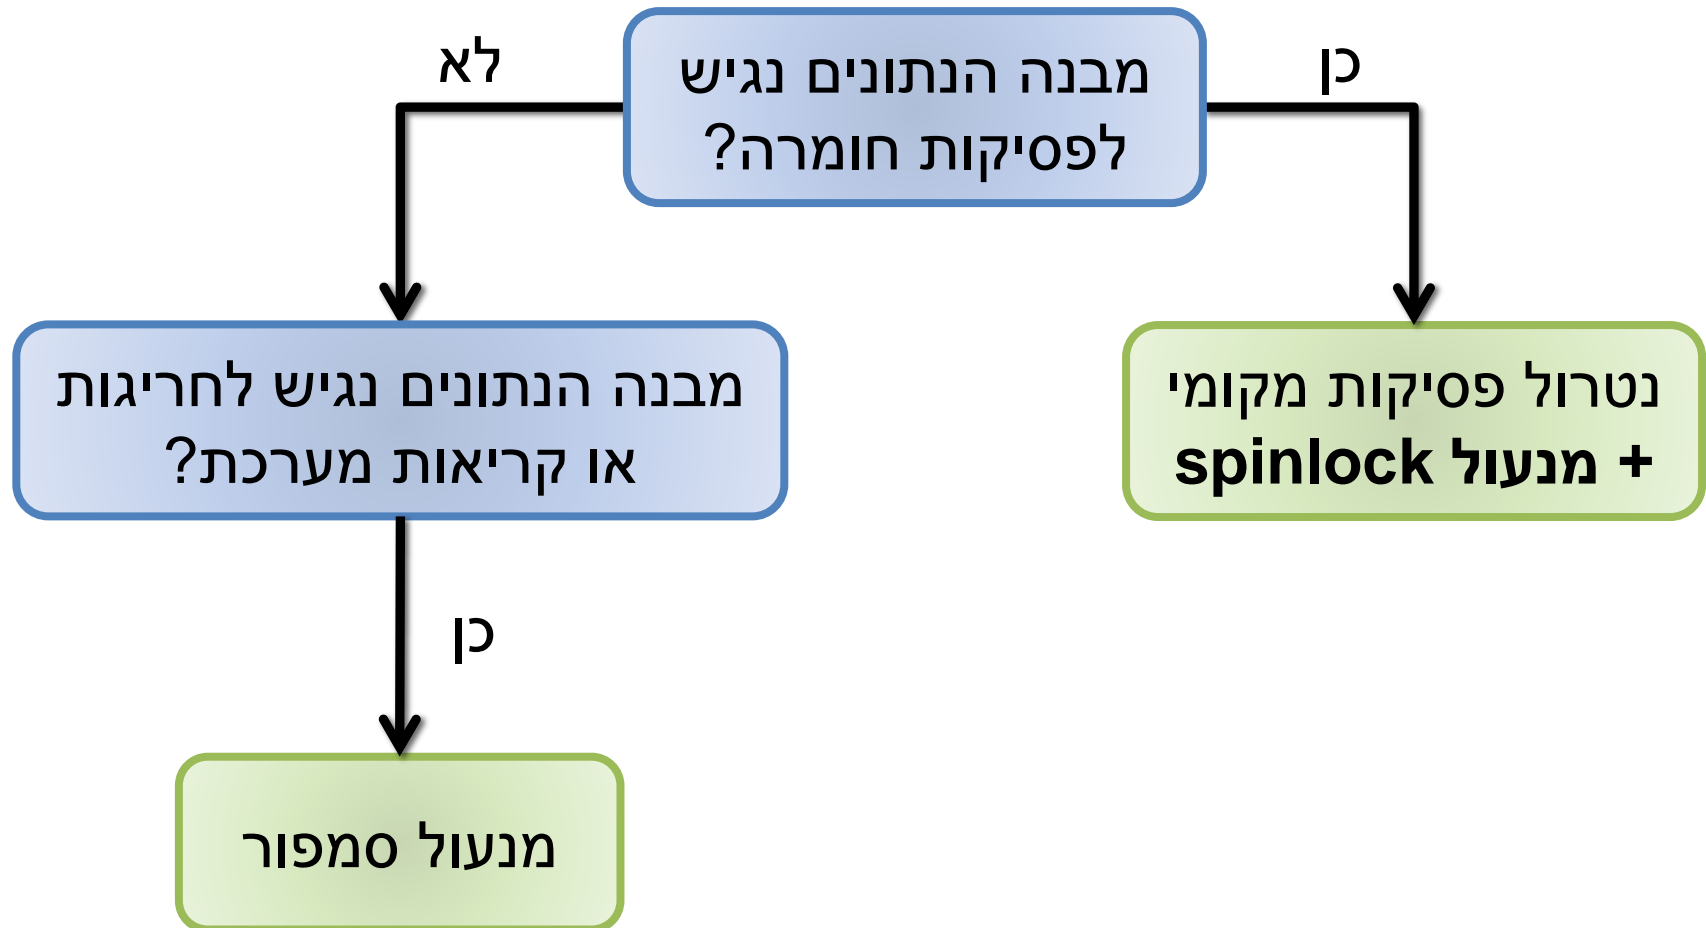 מבנה הנתונים נגיש
לפסיקות חומרה?
כן
לא
נטרול פסיקות מקומי
+ מנעול spinlock
מבנה הנתונים נגיש לחריגות
או קריאות מערכת?
כן
מנעול סמפור